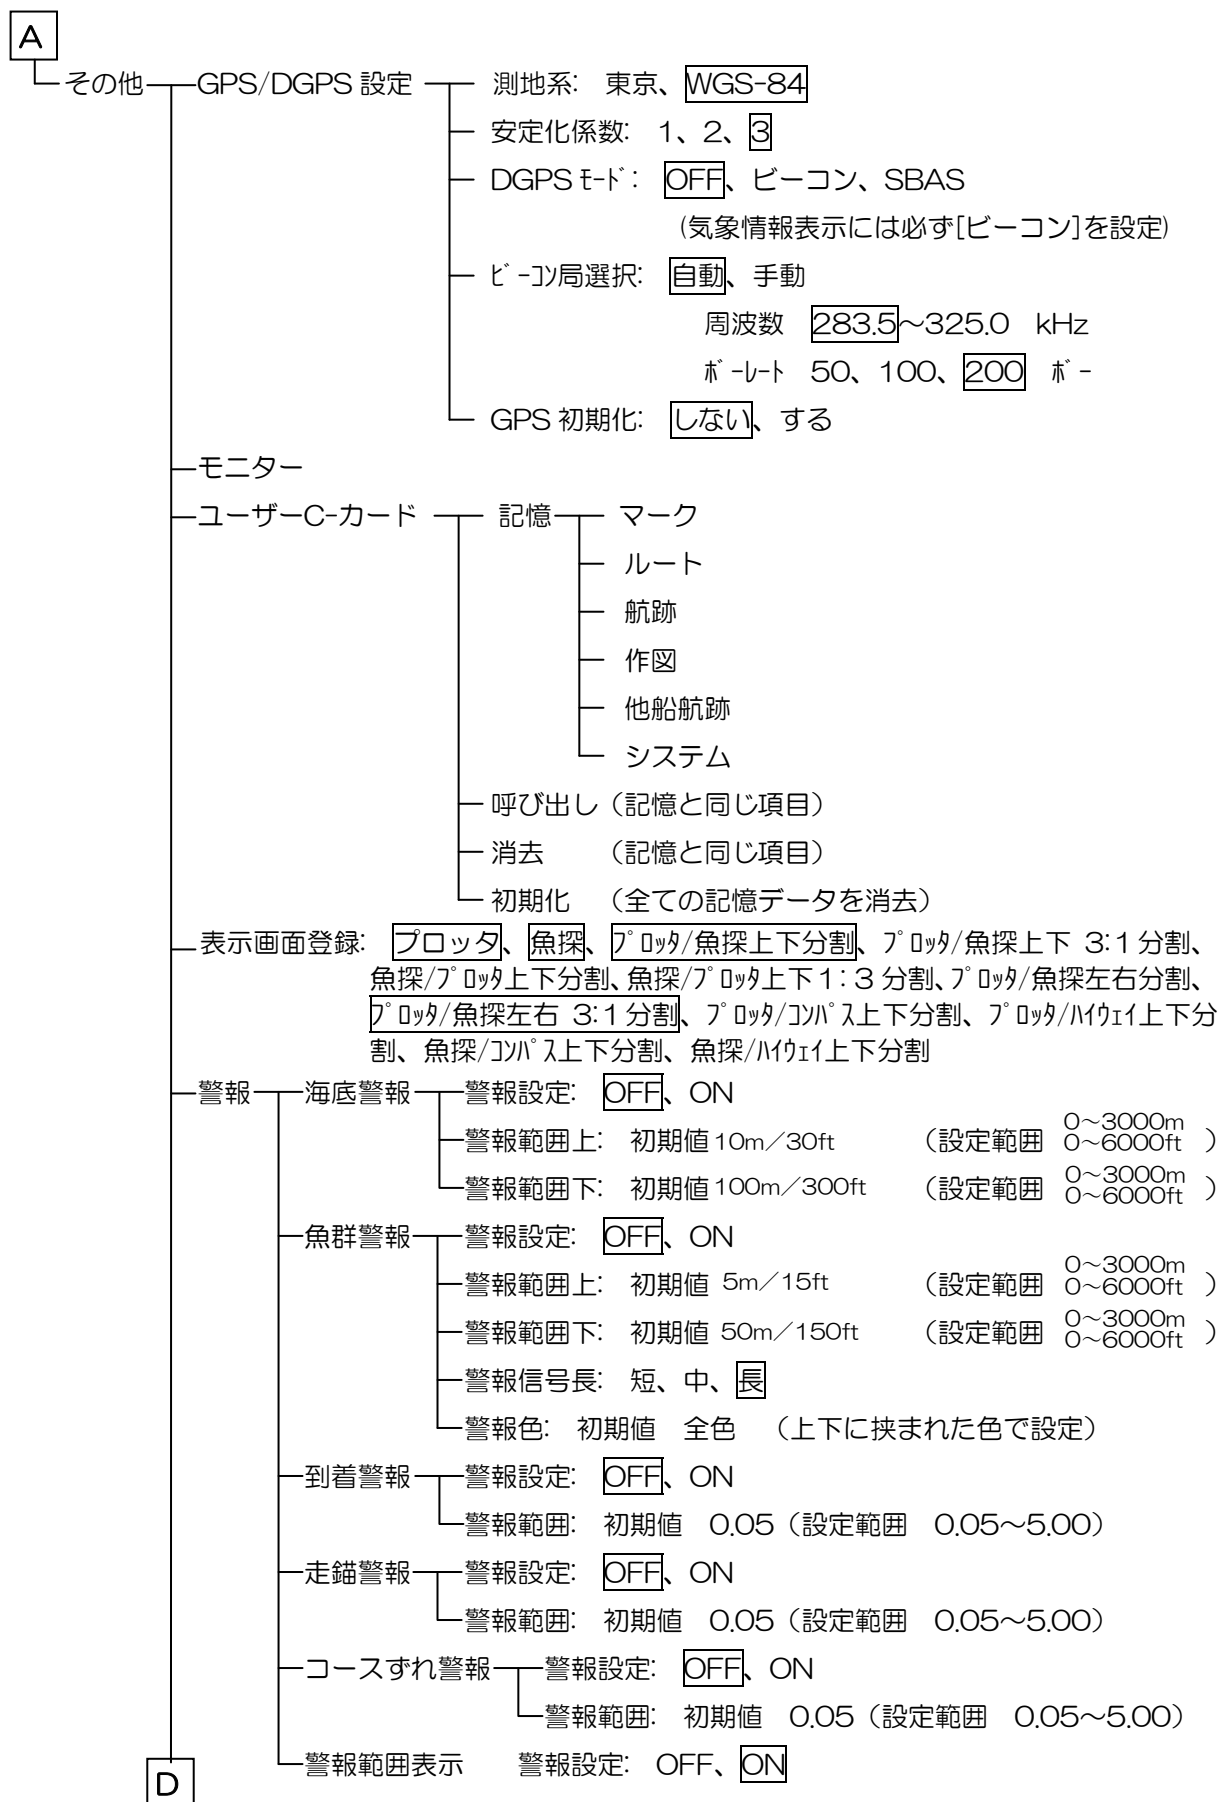 A
その他 GPS/DGPS 設定 測地系: 東京、WGS-84
安定化係数: 1、2、3
DGPS ﾓｰﾄﾞ: OFF、ビーコン、SBAS
(気象情報表示には必ず[ビーコン]を設定)
ﾋﾞｰｺﾝ局選択: 自動、手動
周波数 283.5～325.0 kHz
ﾎﾞｰﾚｰﾄ 50、100、200 ﾎﾞｰ
GPS 初期化: しない、する
モニター
ユーザーC-カード 記憶 マーク
ルート
航跡
作図
他船航跡
システム
呼び出し（記憶と同じ項目）
消去 （記憶と同じ項目）
初期化 （全ての記憶データを消去）
表示画面登録: プロッタ、魚探、ﾌﾟﾛｯﾀ/魚探上下分割、ﾌﾟﾛｯﾀ/魚探上下 3:1 分割、
魚探/ﾌﾟﾛｯﾀ上下分割、魚探/ﾌﾟﾛｯﾀ上下1:3 分割、ﾌﾟﾛｯﾀ/魚探左右分割、
ﾌﾟﾛｯﾀ/魚探左右 3:1 分割、ﾌﾟﾛｯﾀ/ｺﾝﾊﾟｽ上下分割、ﾌﾟﾛｯﾀ/ﾊｲｳｪｲ上下分
割、魚探/ｺﾝﾊﾟｽ上下分割、魚探/ﾊｲｳｪｲ上下分割
警報 海底警報 警報設定: OFF、ON
警報範囲上: 初期値 10m／30ft （設定範囲 0～3000m 0～6000ft ）
警報範囲下: 初期値 100m／300ft （設定範囲 0～3000m 0～6000ft ）
魚群警報 警報設定: OFF、ON
警報範囲上: 初期値 5m／15ft （設定範囲 0～3000m 0～6000ft ）
警報範囲下: 初期値 50m／150ft （設定範囲 0～3000m 0～6000ft ）
警報信号長: 短、中、長
警報色: 初期値 全色 （上下に挟まれた色で設定）
到着警報 警報設定: OFF、ON
警報範囲: 初期値 0.05（設定範囲 0.05～5.00）
走錨警報 警報設定: OFF、ON
警報範囲: 初期値 0.05（設定範囲 0.05～5.00）
コースずれ警報 警報設定: OFF、ON
警報範囲: 初期値 0.05（設定範囲 0.05～5.00）
警報範囲表示 警報設定: OFF、ON
D